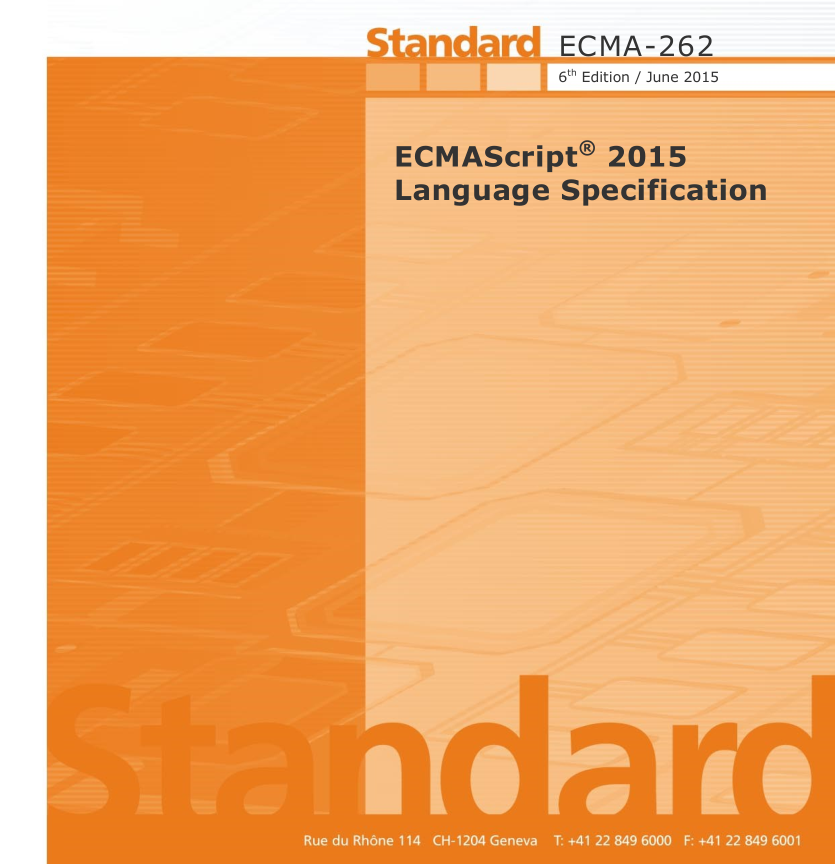 Standard ECMA-262
6th Edition / June 2015
ECMAScript® 2015
Language Specification
Standard
Rue du Rhône 114 CH-1204 Geneva T: +41 22 849 6000 F: +41 22 849 6001